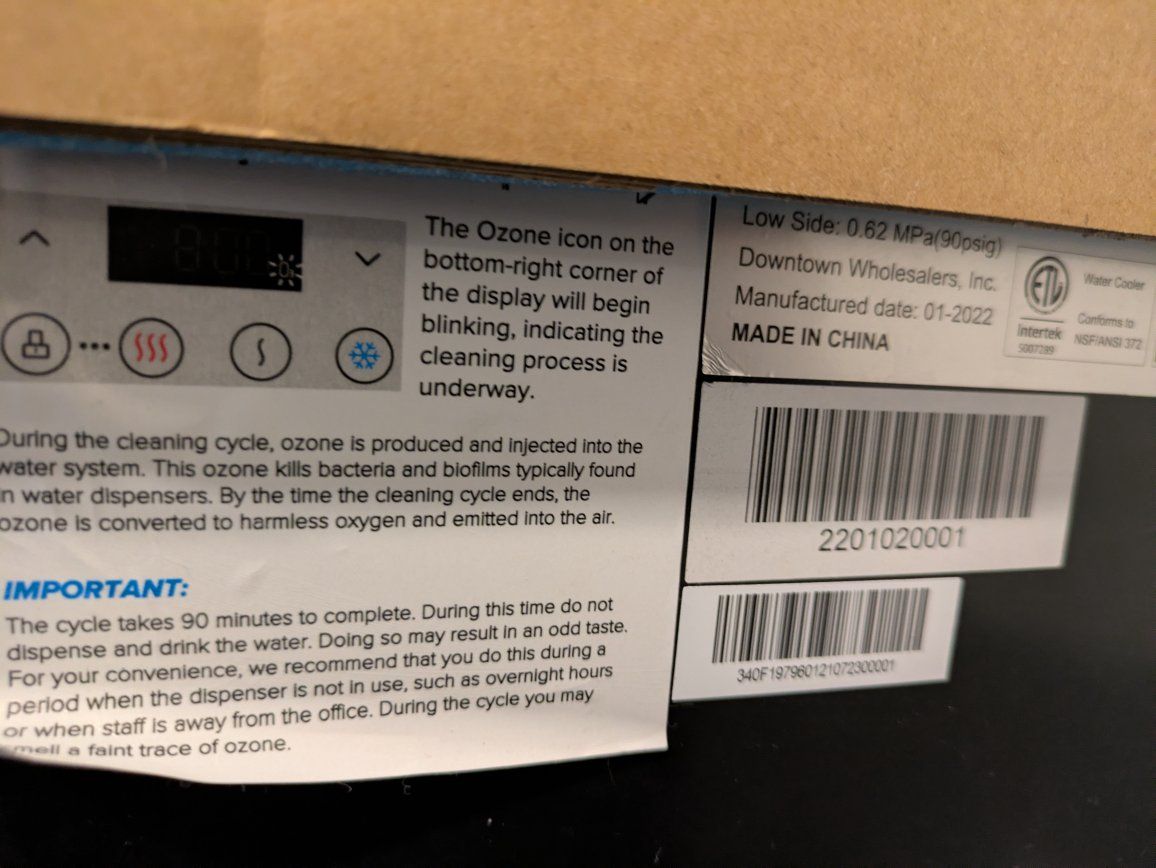 The Ozone icon on the
bottom-right corner of
the display will begin
blinking, indicating the
cleaning process is
underway.
During the cleaning cycle, ozone is produced and injected into the
water system. This ozone kills bacteria and biofilms typically found
in water dispensers. By the time the cleaning cycle ends, the
ozone is converted to harmless oxygen and emitted into the air.
IMPORTANT:
The cycle takes 90 minutes to complete. During this time do not
dispense and drink the water. Doing so may result in an odd taste.
For your convenience, we recommend that you do this during a
period when the dispenser is not in use, such as overnight hours
or when staff is away from the office. During the cycle you may
smell a faint trace of ozone.
Low Side: 0.62 MPa(90psig)
Downtown Wholesalers, Inc.
Manufactured date: 01-2022
MADE IN CHINA
ETL
Intertek
5007289
Water Cooler
Conforms to
NSF/ANSI 372
2201020001
340F197960121072300001